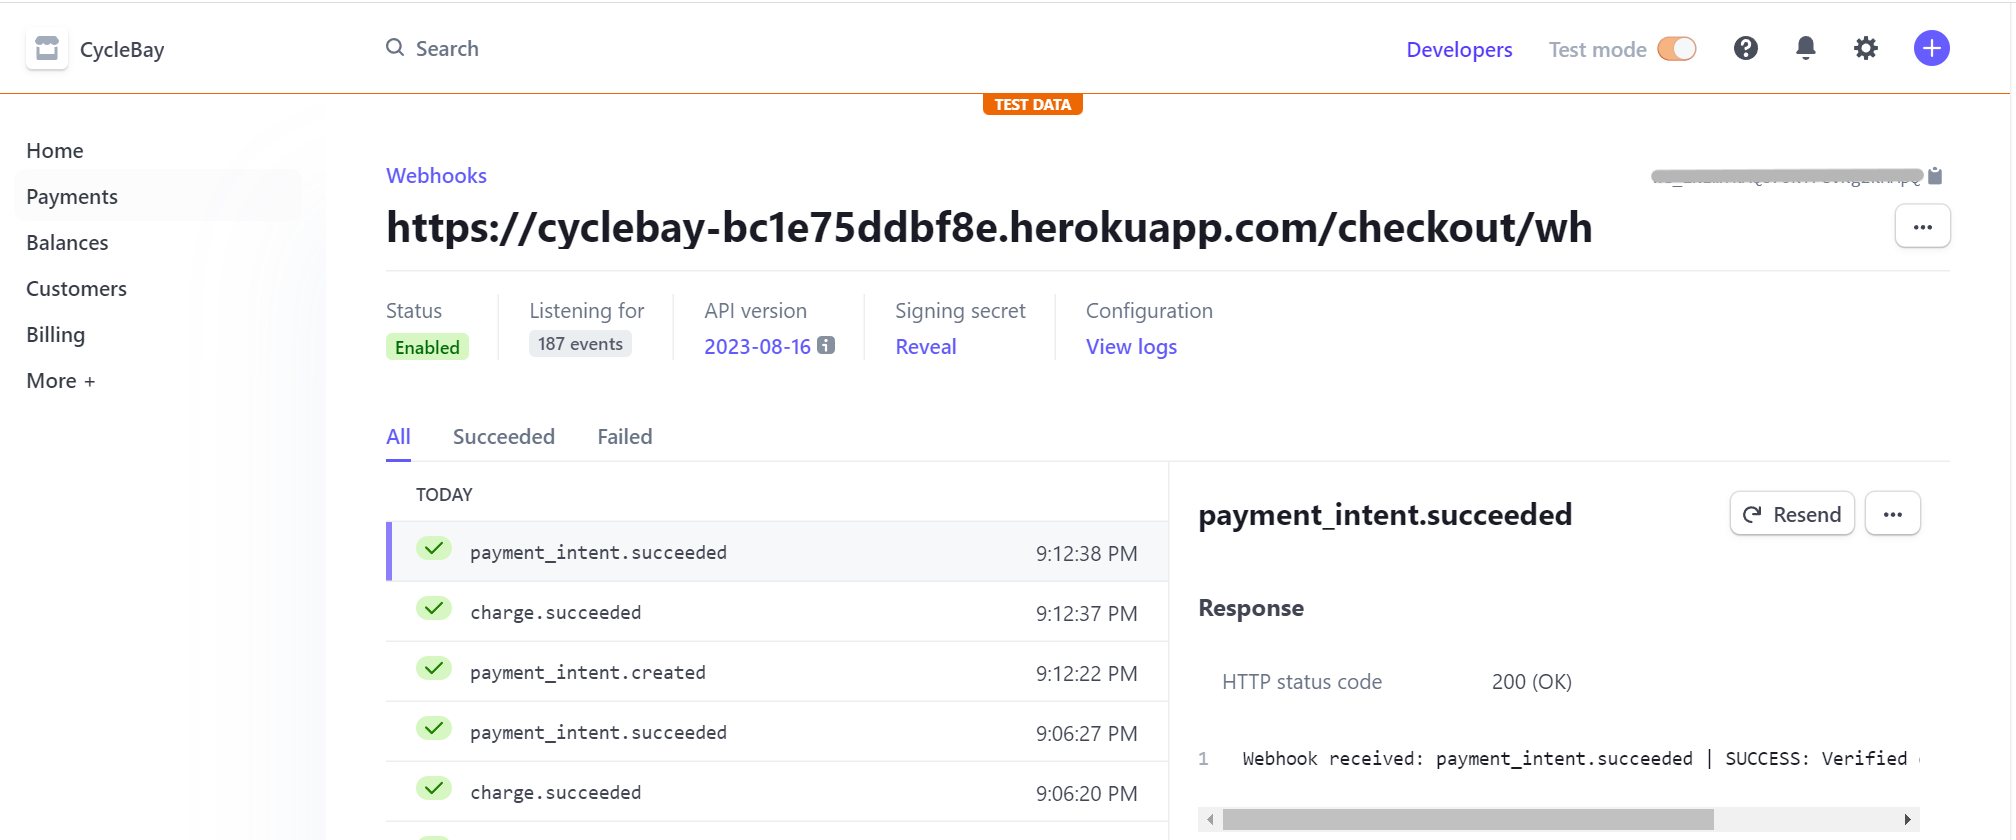 CycleBay
Search
Developers
Test mode
TEST DATA
Home
Payments
Balances
Customers
Billing
More +
Webhooks
https://cyclebay-bc1e75ddbf8e.herokuapp.com/checkout/wh
Status
Enabled
Listening for
187 events
API version
2023-08-16
Signing secret
Reveal
Configuration
View logs
All Succeeded Failed
TODAY
payment_intent.succeeded 9:12:38 PM
charge.succeeded 9:12:37 PM
payment_intent.created 9:12:22 PM
payment_intent.succeeded 9:06:27 PM
charge.succeeded 9:06:20 PM
payment_intent.succeeded
Resend
Response
HTTP status code 200 (OK)
1 Webhook received: payment_intent.succeeded | SUCCESS: Verified